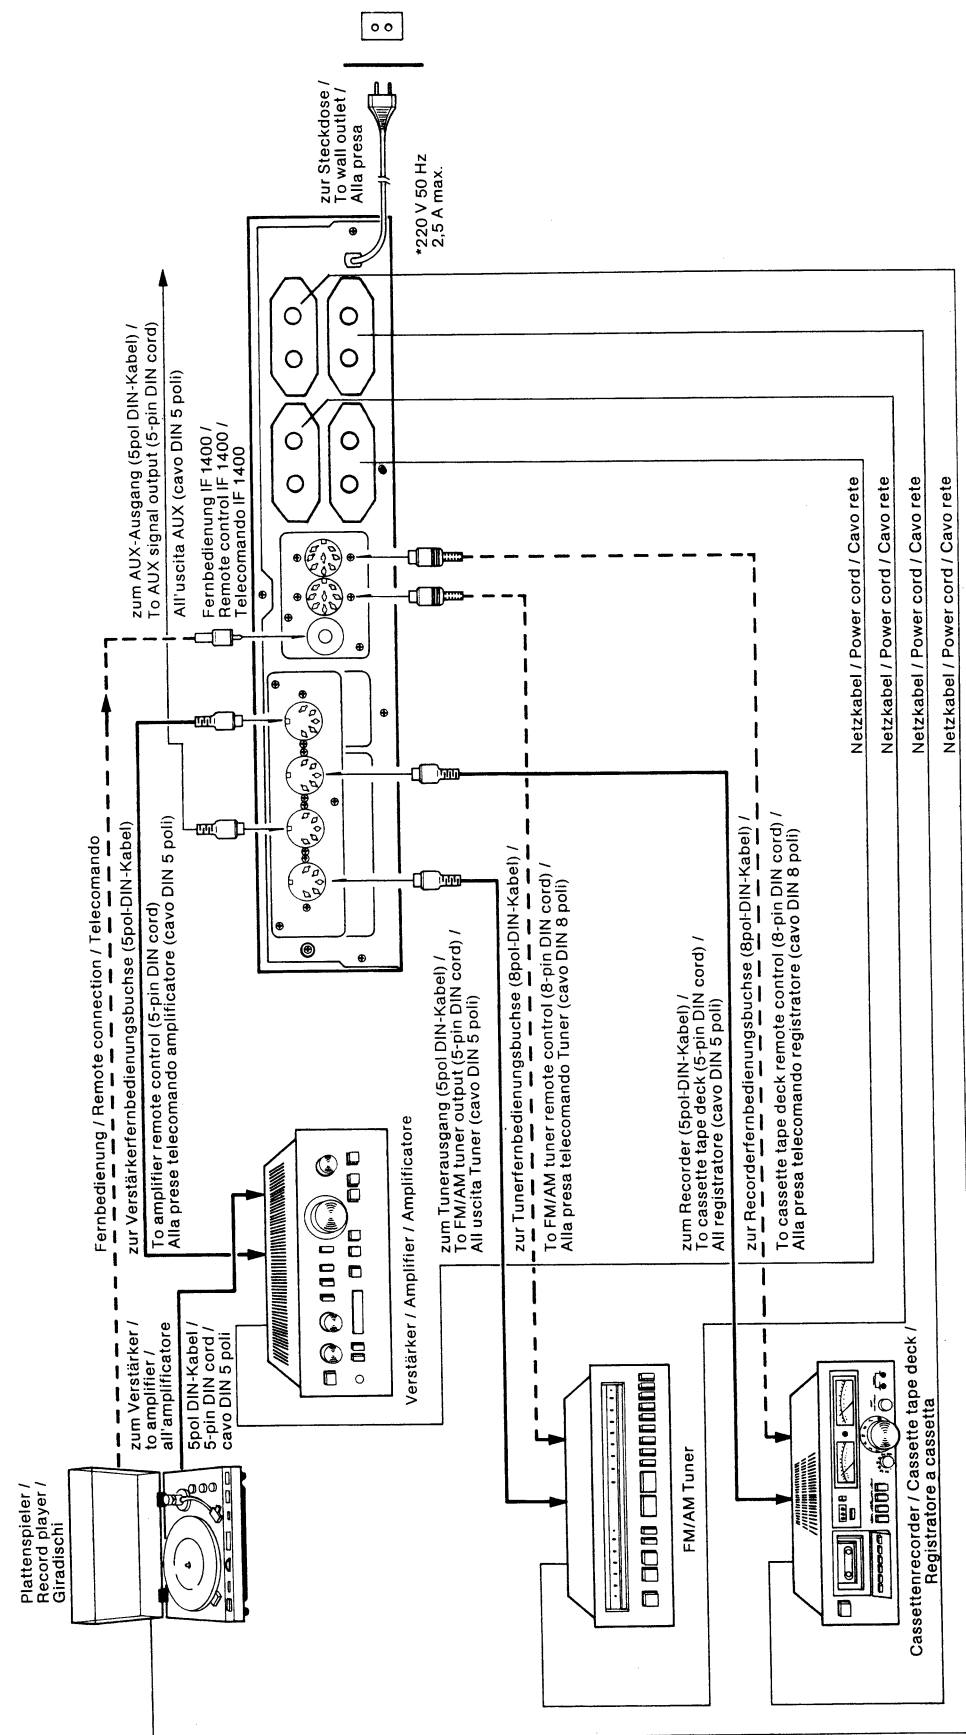 zur Steckdose /
To wall outlet /
Alla presa
*220 V 50 Hz
2,5 A max.
zum AUX-Ausgang (5pol DIN-Kabel) /
To AUX signal output (5-pin DIN cord)
All'uscita AUX (cavo DIN 5 poli)
Fernbedienung IF 1400 /
Remote control IF 1400 /
Telecomando IF 1400
Fernbedienung / Remote connection / Telecomando
zur Verstärkerfernbedienungsbuchse (5pol-DIN-Kabel)
To amplifier remote control (5-pin DIN cord)
Alla prese telecomando amplificatore (cavo DIN 5 poli)
zum Verstärker /
to amplifier /
all'amplificatore
5pol DIN-Kabel /
5-pin DIN cord /
cavo DIN 5 poli
Plattenspieler /
Record player /
Giradischi
Verstärker / Amplifier / Amplificatore
zum Tunerausgang (5pol DIN-Kabel) /
To FM/AM tuner output (5-pin DIN cord) /
All uscita Tuner (cavo DIN 5 poli)
zur Tunerfernbedienungsbuchse (8pol-DIN-Kabel) /
To FM/AM tuner remote control (8-pin DIN cord) /
Alla presa telecomando Tuner (cavo DIN 8 poli)
FM/AM Tuner
zum Recorder (5pol-DIN-Kabel) /
To cassette tape deck (5-pin DIN cord) /
All registratore (cavo DIN 5 poli)
zur Recorderfernbedienungsbuchse (8pol-DIN-Kabel) /
To cassette tape deck remote control (8-pin DIN cord) /
Alla presa telecomando registratore (cavo DIN 8 poli)
Netzkabel / Power cord / Cavo rete
Netzkabel / Power cord / Cavo rete
Netzkabel / Power cord / Cavo rete
Netzkabel / Power cord / Cavo rete
Cassettenrecorder / Cassette tape deck /
Registratore a cassetta